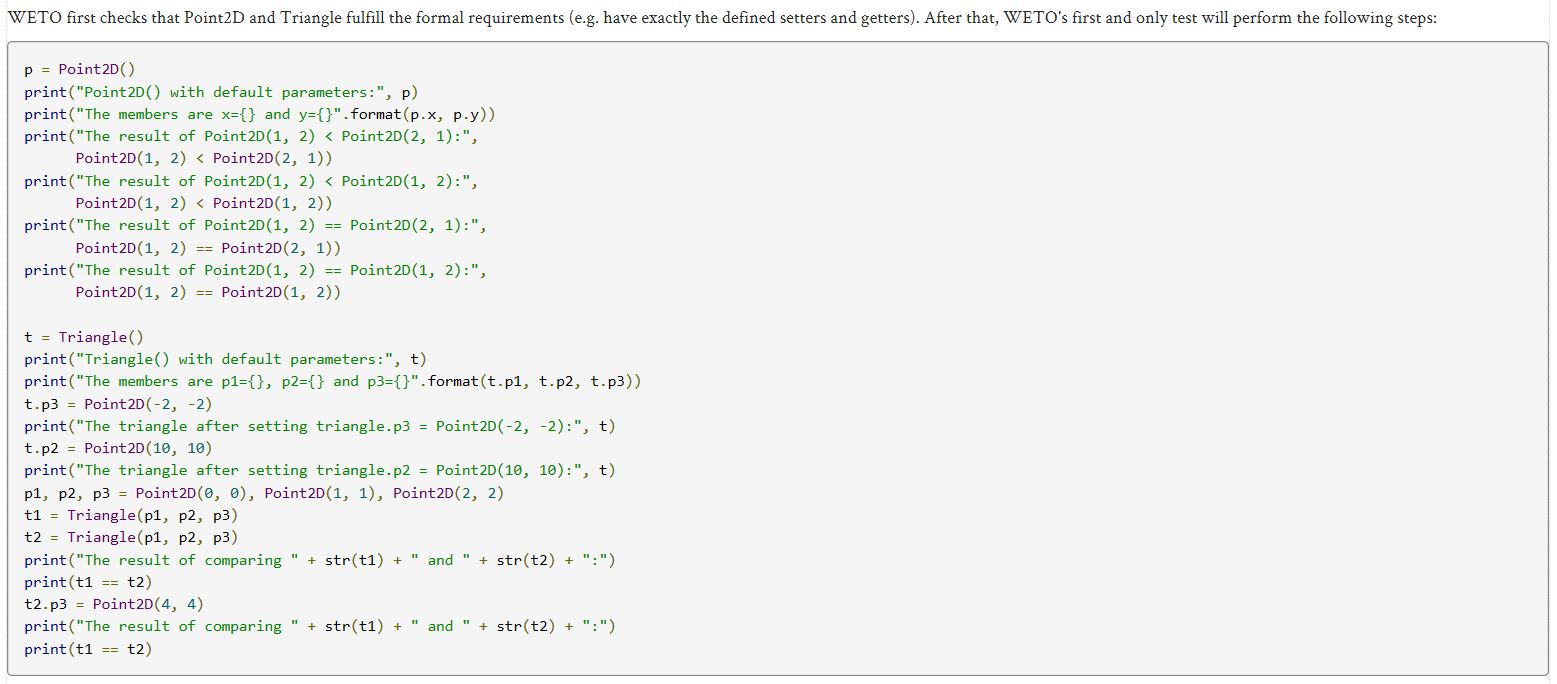 WETO first checks that Point2D and Triangle fulfill the formal requirements (e.g. have exactly the defined setters and getters). After that, WETO's first and only test will perform the following steps:
p = Point2D()
print("Point2D() with default parameters:", p)
print("The members are x={} and y={}".format(p.x, p.y))
print("The result of Point2D(1, 2) < Point2D(2, 1):",
      Point2D(1, 2) < Point2D(2, 1))
print("The result of Point2D(1, 2) < Point2D(1, 2):",
      Point2D(1, 2) < Point2D(1, 2))
print("The result of Point2D(1, 2) == Point2D(2, 1):",
      Point2D(1, 2) == Point2D(2, 1))
print("The result of Point2D(1, 2) == Point2D(1, 2):",
      Point2D(1, 2) == Point2D(1, 2))

t = Triangle()
print("Triangle() with default parameters:", t)
print("The members are p1={}, p2={} and p3={}".format(t.p1, t.p2, t.p3))
t.p3 = Point2D(-2, -2)
print("The triangle after setting triangle.p3 = Point2D(-2, -2):", t)
t.p2 = Point2D(10, 10)
print("The triangle after setting triangle.p2 = Point2D(10, 10):", t)
p1, p2, p3 = Point2D(0, 0), Point2D(1, 1), Point2D(2, 2)
t1 = Triangle(p1, p2, p3)
t2 = Triangle(p1, p2, p3)
print("The result of comparing " + str(t1) + " and " + str(t2) + ":")
print(t1 == t2)
t2.p3 = Point2D(4, 4)
print("The result of comparing " + str(t1) + " and " + str(t2) + ":")
print(t1 == t2)